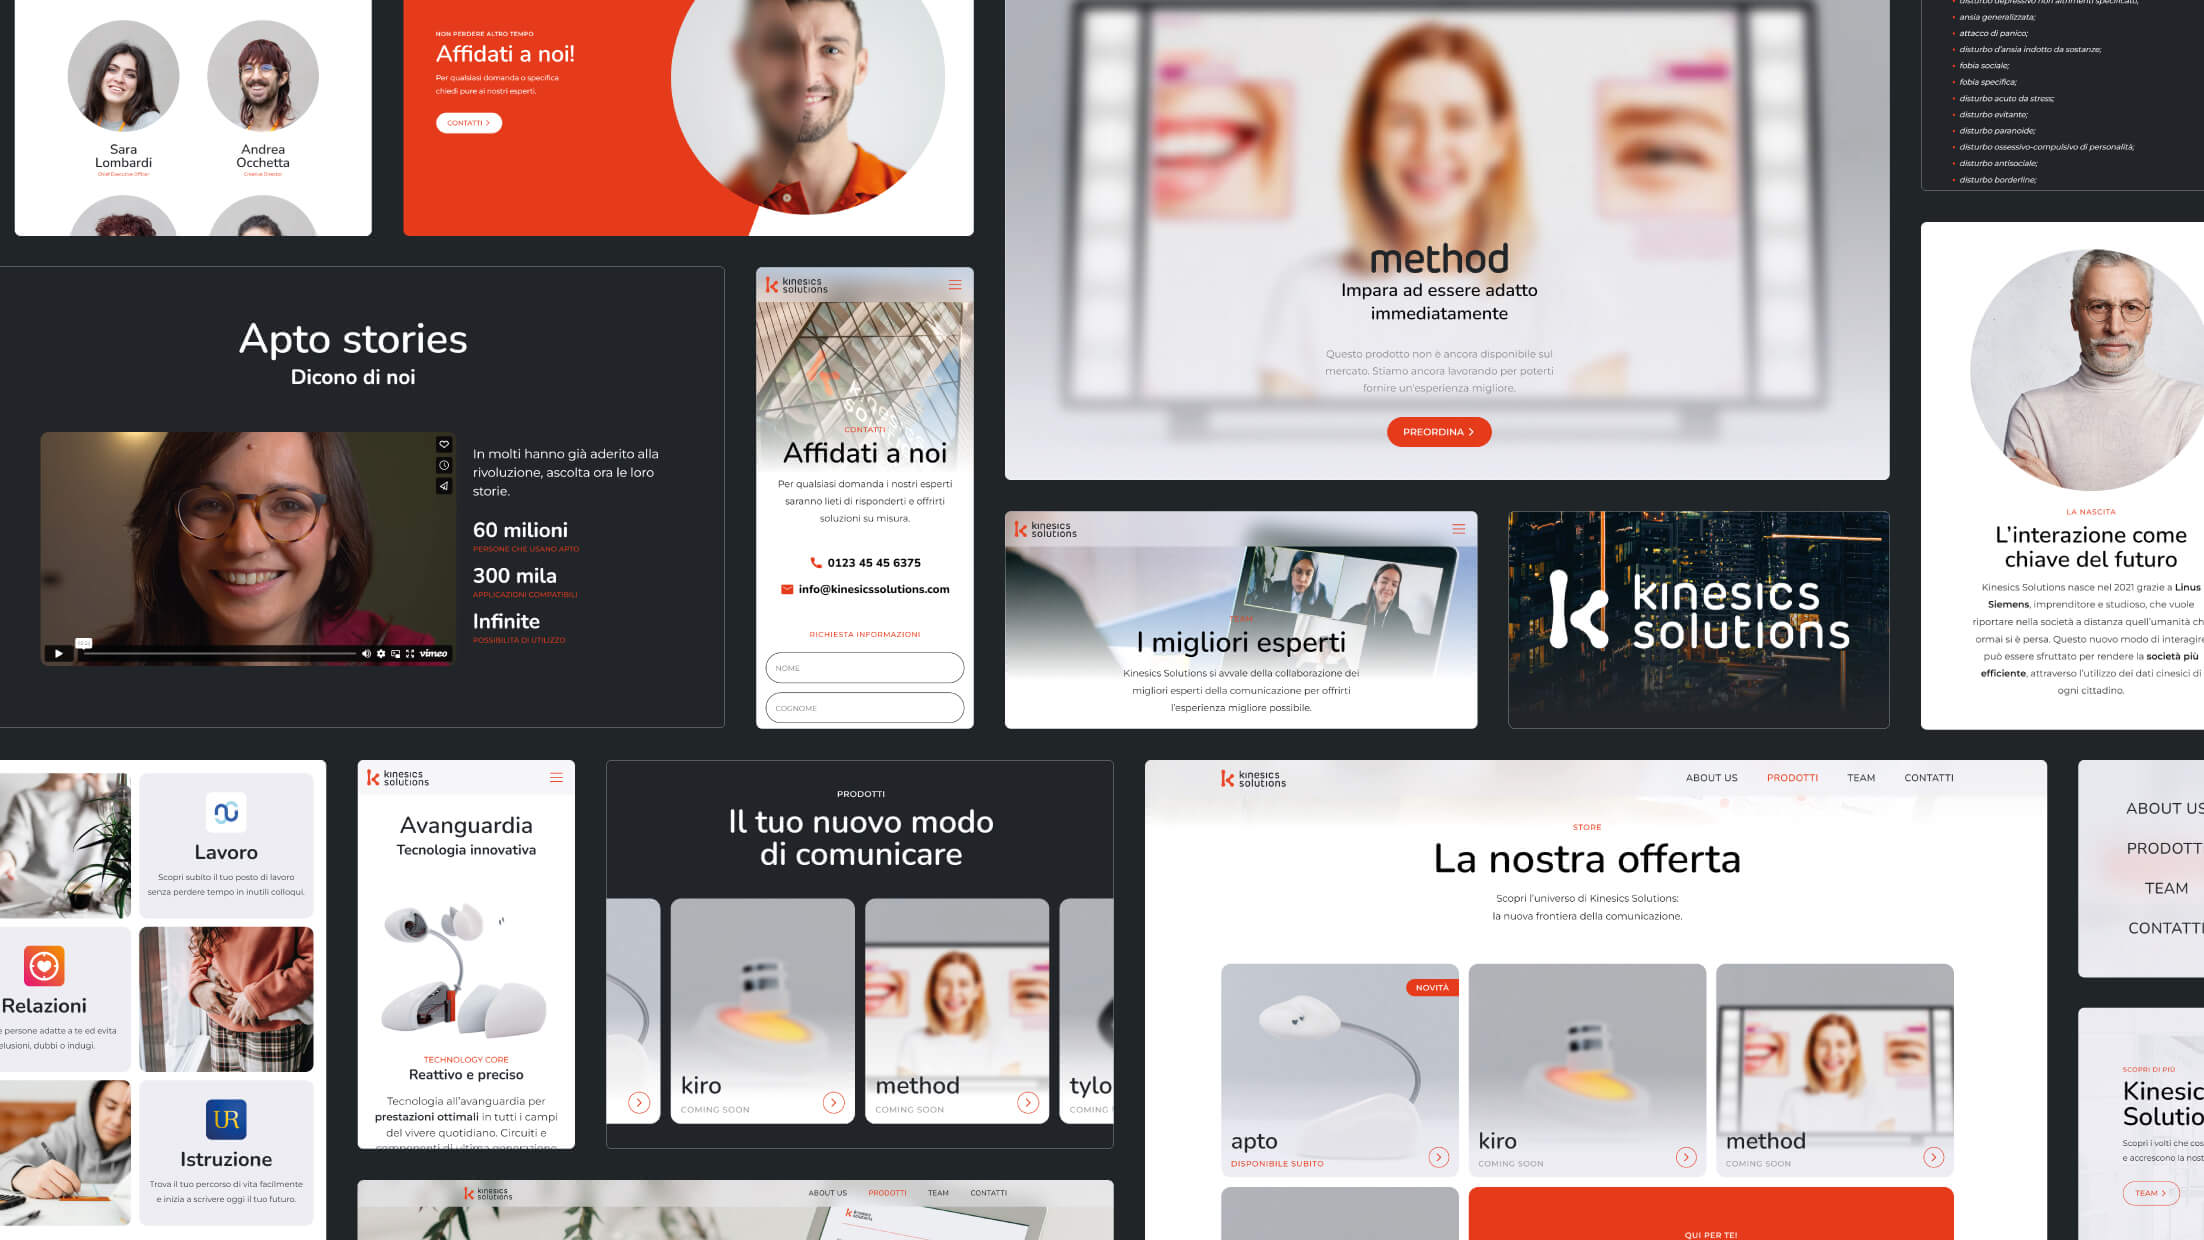 Sara
Lombardi
Chief Executive Officer
Andrea
Occhetta
Creative Director
NON PERDERE ALTRO TEMPO
Affidati a noi!
Per qualsiasi domanda o specifica
chiedi pure ai nostri esperti.
CONTATTI >
method
Impara ad essere adatto
immediatamente
Questo prodotto non è ancora disponibile sul
mercato. Stiamo ancora lavorando per poterti
fornire un'esperienza migliore.
PREORDINA >
disturbo depressivo non altrimenti specificato;
• ansia generalizzata;
• attacco di panico;
• disturbo d'ansia indotto da sostanze;
• fobia sociale;
• fobia specifica;
• disturbo acuto da stress;
• disturbo evitante;
• disturbo paranoide;
• disturbo ossessivo-compulsivo di personalità;
• disturbo antisociale;
• disturbo borderline;
Apto stories
Dicono di noi
vimeo
In molti hanno già aderito alla
rivoluzione, ascolta ora le loro
storie.
60 milioni
PERSONE CHE USANO APTO
300 mila
APPLICAZIONI COMPATIBILI
Infinite
POSSIBILITÀ DI UTILIZZO
kinesics
solutions
kinesics
CONTATTI
Affidati a noi
Per qualsiasi domanda i nostri esperti
saranno lieti di risponderti e offrirti
soluzioni su misura.
0123 45 45 6375
info@kinesicssolutions.com
RICHIESTA INFORMAZIONI
NOME
COGNOME
kinesics
solutions
TEAM
I migliori esperti
Kinesics Solutions si avvale della collaborazione dei
migliori esperti della comunicazione per offrirti
l'esperienza migliore possibile.
kinesics
solutions
LA NASCITA
L'interazione come
chiave del futuro
Kinesics Solutions nasce nel 2021 grazie a Linus
Siemens, imprenditore e studioso, che vuole
riportare nella società a distanza quell'umanità ch
ormai si è persa. Questo nuovo modo di interagire
può essere sfruttato per rendere la società più
efficiente, attraverso l'utilizzo dei dati cinesici di
ogni cittadino.
Lavoro
Scopri subito il tuo posto di lavoro
senza perdere tempo in inutili colloqui.
Relazioni
e persone adatte a te ed evita
elusioni, dubbi o indugi.
UR
Istruzione
Trova il tuo percorso di vita facilmente
e inizia a scrivere oggi il tuo futuro.
kinesics
solutions
Avanguardia
Tecnologia innovativa
TECHNOLOGY CORE
Reattivo e preciso
Tecnologia all'avanguardia per
prestazioni ottimali in tutti i campi
del vivere quotidiano. Circuiti e
componenti di ultima generazione
PRODOTTI
Il tuo nuovo modo
di comunicare
kiro
COMING SOON
method
COMING SOON
tylo
COMING
kinesics
solutions
ABOUT US PRODOTTI TEAM CONTATTI
STORE
La nostra offerta
Scopri l'universo di Kinesics Solutions:
la nuova frontiera della comunicazione.
NOVITÀ
apto
DISPONIBILE SUBITO
kiro
COMING SOON
method
COMING SOON
QUI PER TE!
kinesics
solutions
ABOUT US PRODOTTI TEAM CONTATTI
kinesics
solutions
ABOUT US
PRODOTT
TEAM
CONTATTI
SCOPRI DI PIÙ
Kinesic
Solutio
Scopri i volti che cos
e accrescono la nost
TEAM >